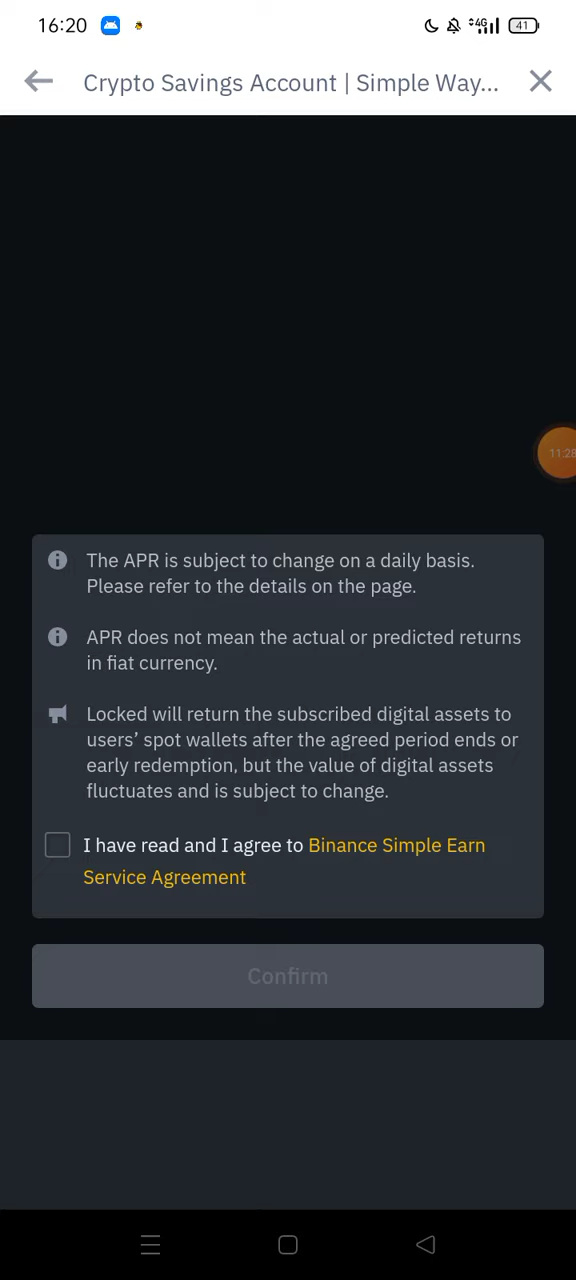 16:20
4G
41
Crypto Savings Account | Simple Way...
11:28
The APR is subject to change on a daily basis.
Please refer to the details on the page.
APR does not mean the actual or predicted returns
in fiat currency.
Locked will return the subscribed digital assets to
users’ spot wallets after the agreed period ends or
early redemption, but the value of digital assets
fluctuates and is subject to change.
I have read and I agree to Binance Simple Earn
Service Agreement
Confirm